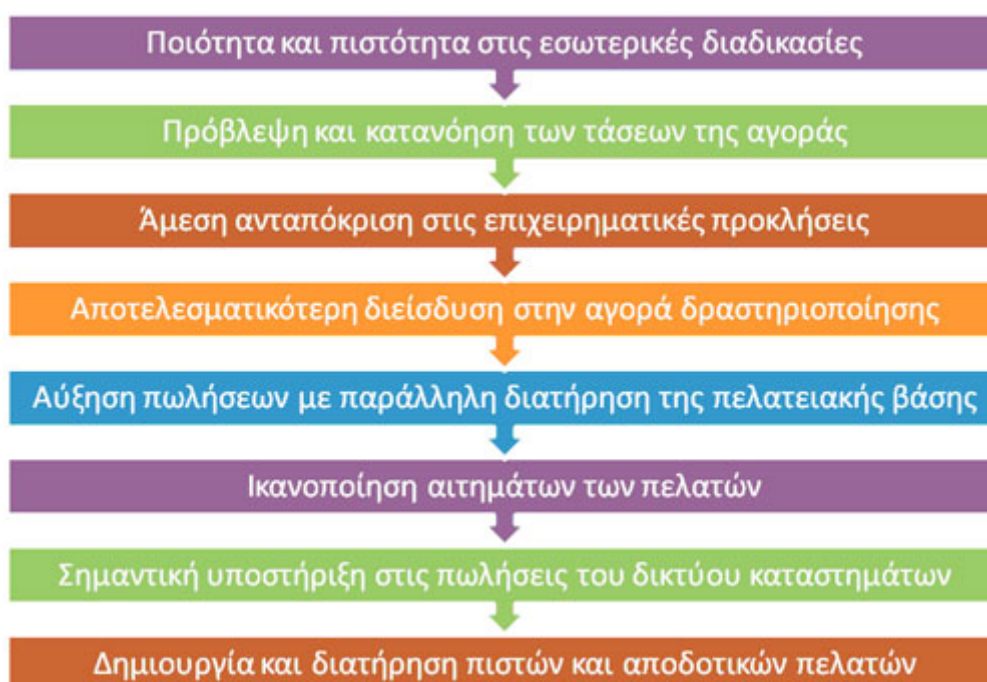 Ποιότητα και πιστότητα στις εσωτερικές διαδικασίες
Πρόβλεψη και κατανόηση των τάσεων της αγοράς
Άμεση ανταπόκριση στις επιχειρηματικές προκλήσεις
Αποτελεσματικότερη διείσδυση στην αγορά δραστηριοποίησης
Αύξηση πωλήσεων με παράλληλη διατήρηση της πελατειακής βάσης
Ικανοποίηση αιτημάτων των πελατών
Σημαντική υποστήριξη στις πωλήσεις του δικτύου καταστημάτων
Δημιουργία και διατήρηση πιστών και αποδοτικών πελατών